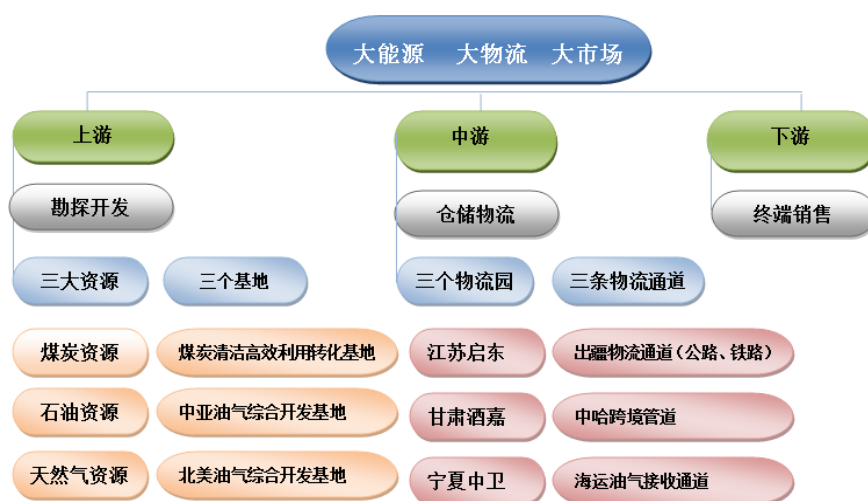 大能源 大物流 大市场
上游
中游
下游
勘探开发
仓储物流
终端销售
三大资源
三个基地
三个物流园
三条物流通道
煤炭资源
煤炭清洁高效利用转化基地
江苏启东
出疆物流通道（公路、铁路）
石油资源
中亚油气综合开发基地
甘肃酒嘉
中哈跨境管道
天然气资源
北美油气综合开发基地
宁夏中卫
海运油气接收通道